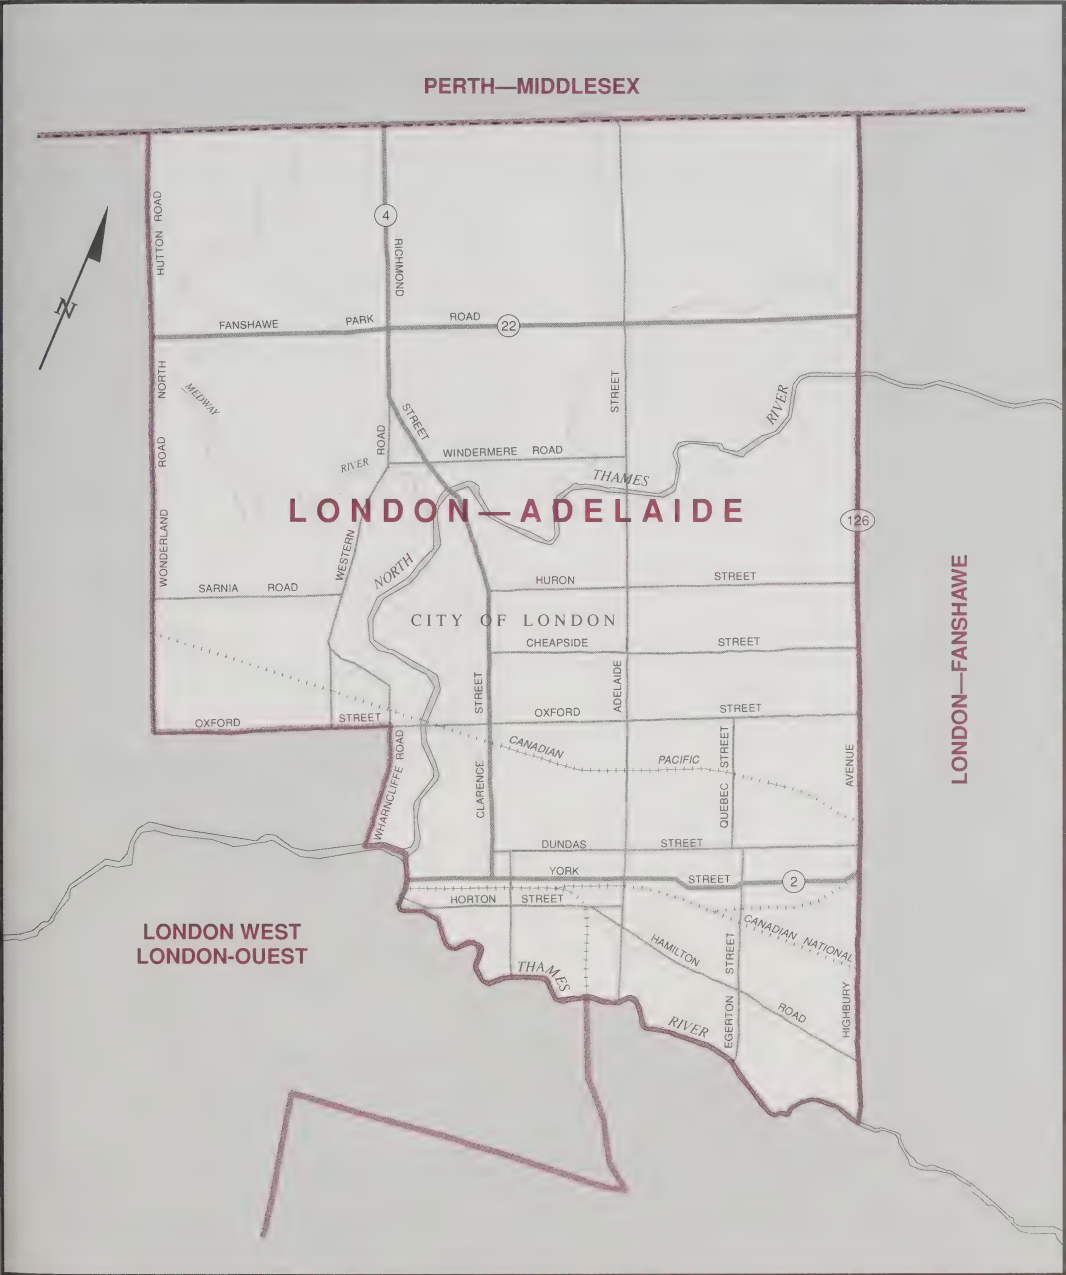 PERTH—MIDDLESEX
HUTTON ROAD
4
RICHMOND
N
FANSHAWE PARK ROAD
22
NORTH
MEDWAY
STREET
STREET
RIVER
ROAD
ROAD
WINDERMERE ROAD
RIVER
THAMES
LONDON—ADELAIDE
126
WONDERLAND
WESTERN
NORTH
SARNIA ROAD
HURON STREET
CITY OF LONDON
CHEAPSIDE STREET
LONDON—FANSHAWE
STREET
ADELAIDE
OXFORD STREET
OXFORD STREET
CANADIAN PACIFIC
WHARNCLIFFE ROAD
CLARENCE
QUEBEC STREET
AVENUE
DUNDAS STREET
YORK STREET
2
HORTON STREET
CANADIAN NATIONAL
LONDON WEST
LONDON-OUEST
HAMILTON ROAD
THAMES
RIVER
EGERTON STREET
HIGHBURY